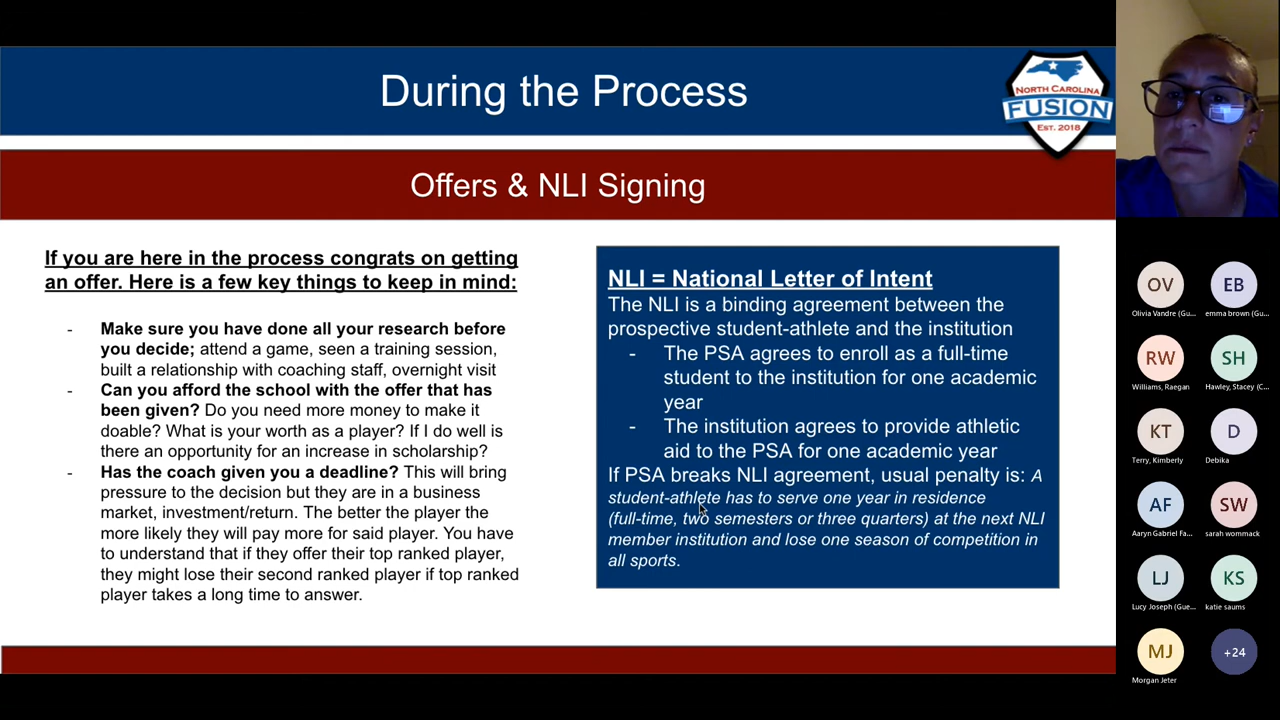 During the Process
NORTH CAROLINA
FUSION
EST. 2018
Offers & NLI Signing
If you are here in the process congrats on getting
an offer. Here is a few key things to keep in mind:
- Make sure you have done all your research before
you decide; attend a game, seen a training session,
built a relationship with coaching staff, overnight visit
- Can you afford the school with the offer that has
been given? Do you need more money to make it
doable? What is your worth as a player? If I do well is
there an opportunity for an increase in scholarship?
- Has the coach given you a deadline? This will bring
pressure to the decision but they are in a business
market, investment/return. The better the player the
more likely they will pay more for said player. You have
to understand that if they offer their top ranked player,
they might lose their second ranked player if top ranked
player takes a long time to answer.
NLI = National Letter of Intent
The NLI is a binding agreement between the
prospective student-athlete and the institution
- The PSA agrees to enroll as a full-time
student to the institution for one academic
year
- The institution agrees to provide athletic
aid to the PSA for one academic year
If PSA breaks NLI agreement, usual penalty is: A
student-athlete has to serve one year in residence
(full-time, two semesters or three quarters) at the next NLI
member institution and lose one season of competition in
all sports.
OV
EB
Olivia Vandre (Gu...
emma brown (Gu...
RW
SH
Williams, Raegan
Hawley, Stacey (C...
KT
D
Terry, Kimberly
Debika
AF
SW
Aaryn Gabriel Fa...
sarah wommack
LJ
KS
Lucy Joseph (Gue...
katie saums
MJ
+24
Morgan Jeter